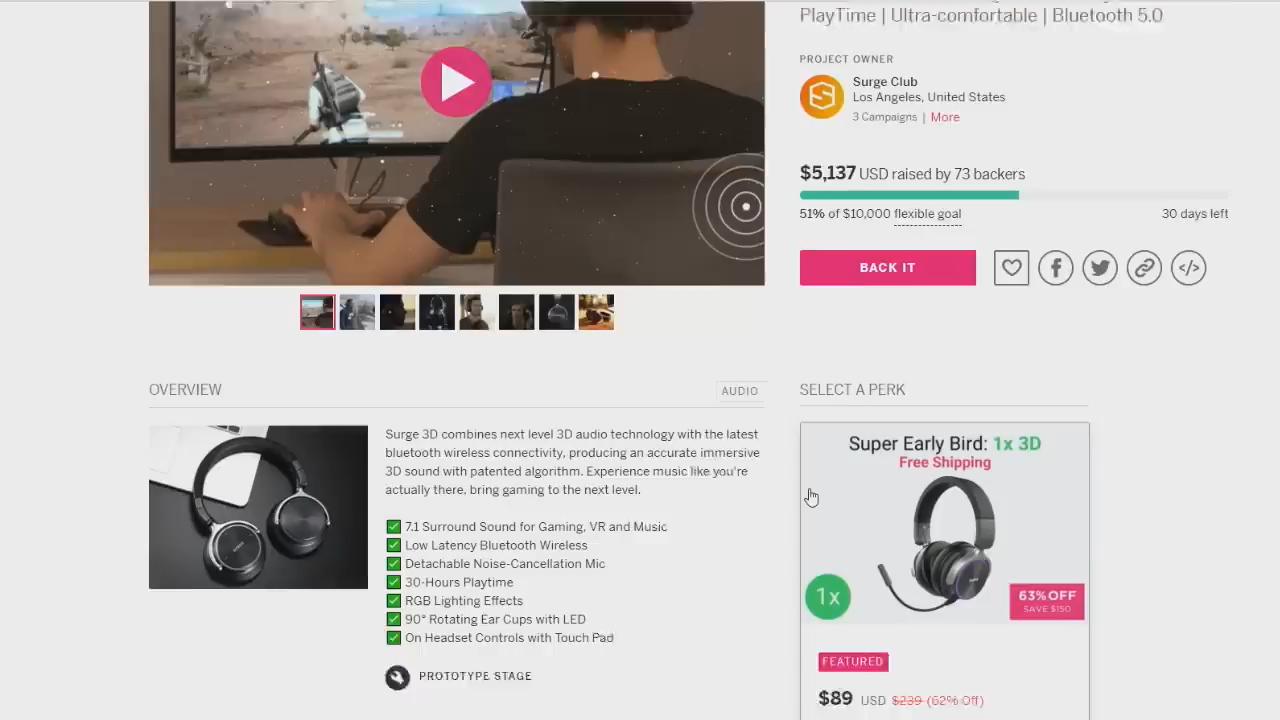 PlayTime | Ultra-comfortable | Bluetooth 5.0
PROJECT OWNER
Surge Club
Los Angeles, United States
3 Campaigns | More
$5,137 USD raised by 73 backers
51% of $10,000 flexible goal
30 days left
BACK IT
OVERVIEW
AUDIO
Surge 3D combines next level 3D audio technology with the latest
bluetooth wireless connectivity, producing an accurate immersive
3D sound with patented algorithm. Experience music like you're
actually there, bring gaming to the next level.
7.1 Surround Sound for Gaming, VR and Music
Low Latency Bluetooth Wireless
Detachable Noise-Cancellation Mic
30-Hours Playtime
RGB Lighting Effects
90° Rotating Ear Cups with LED
On Headset Controls with Touch Pad
PROTOTYPE STAGE
SELECT A PERK
Super Early Bird: 1x 3D
Free Shipping
1x
63% OFF
SAVE $150
FEATURED
$89 USD $239 (62% Off)